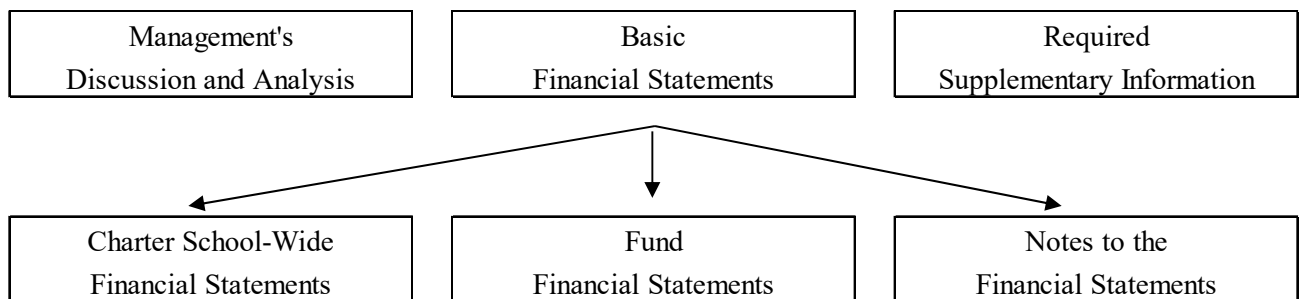 Management's
Discussion and Analysis
Basic
Financial Statements
Required
Supplementary Information
Charter School-Wide
Financial Statements
Fund
Financial Statements
Notes to the
Financial Statements